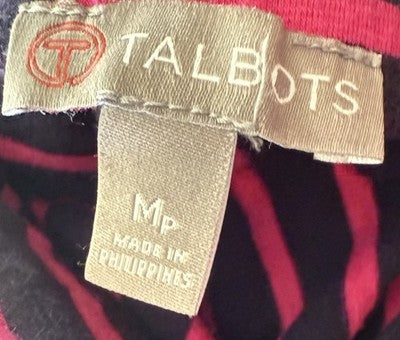 T TALBOTS
Mp
MADE IN
PHILIPPINES